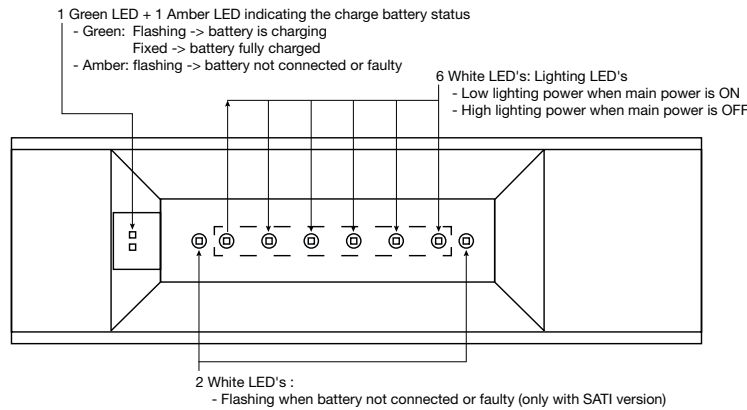 1 Green LED + 1 Amber LED indicating the charge battery status
- Green: Flashing -> battery is charging
Fixed -> battery fully charged
- Amber: flashing -> battery not connected or faulty
6 White LED's: Lighting LED's
- Low lighting power when main power is ON
- High lighting power when main power is OFF
2 White LED's :
- Flashing when battery not connected or faulty (only with SATI version)